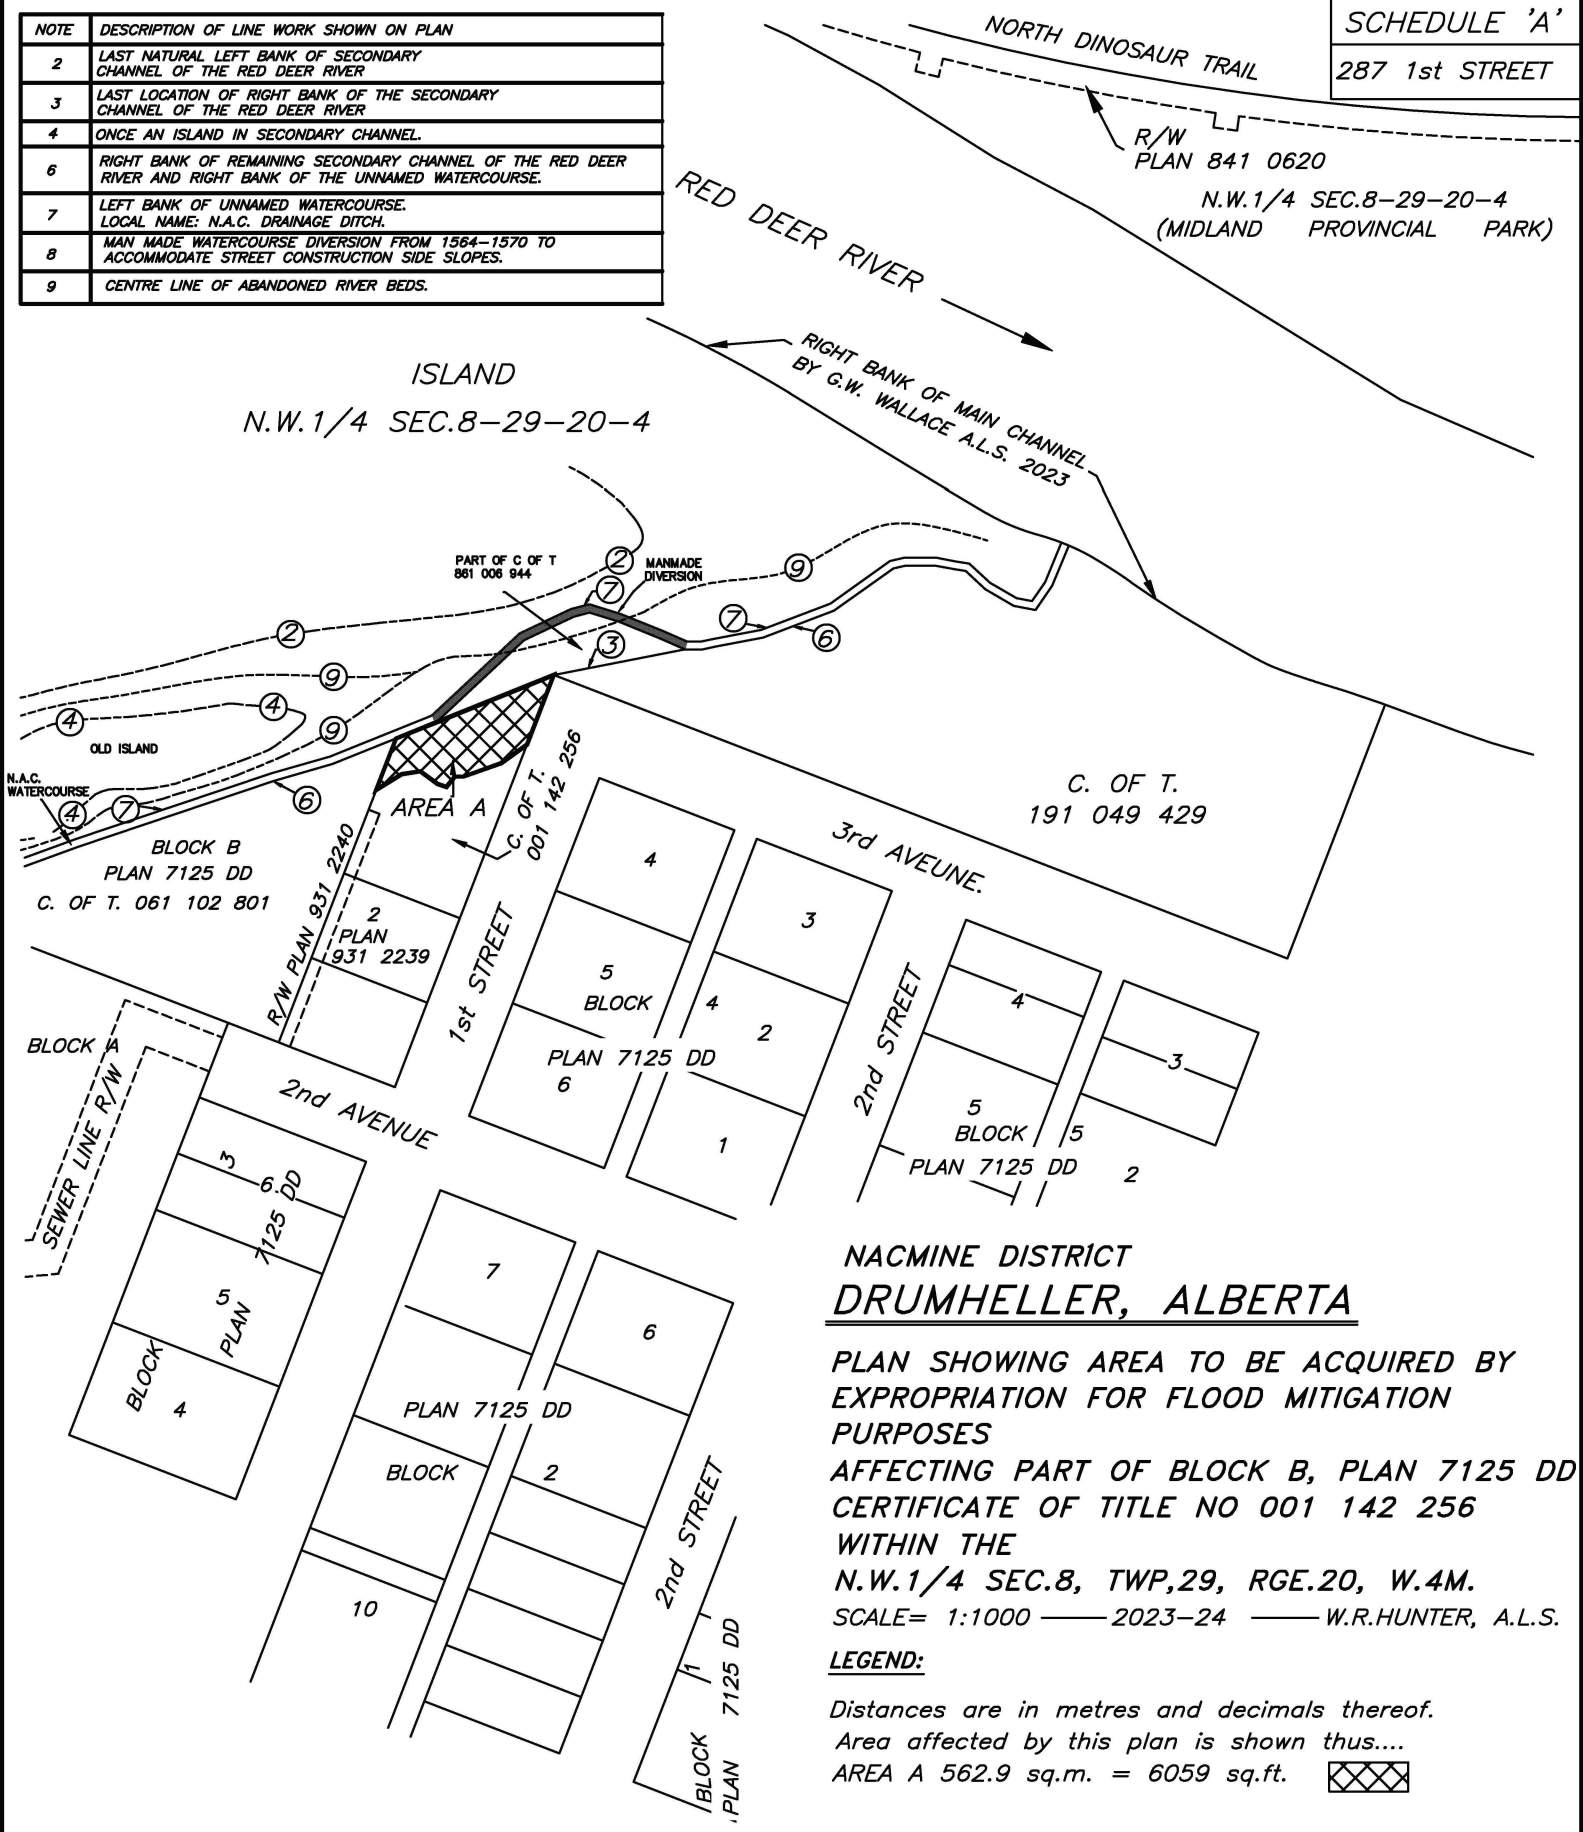 SCHEDULE 'A'
287 1st STREET
NOTE DESCRIPTION OF LINE WORK SHOWN ON PLAN
2 LAST NATURAL LEFT BANK OF SECONDARY
CHANNEL OF THE RED DEER RIVER
3 LAST LOCATION OF RIGHT BANK OF THE SECONDARY
CHANNEL OF THE RED DEER RIVER
4 ONCE AN ISLAND IN SECONDARY CHANNEL.
6 RIGHT BANK OF REMAINING SECONDARY CHANNEL OF THE RED DEER
RIVER AND RIGHT BANK OF THE UNNAMED WATERCOURSE.
7 LEFT BANK OF UNNAMED WATERCOURSE.
LOCAL NAME: N.A.C. DRAINAGE DITCH.
8 MAN MADE WATERCOURSE DIVERSION FROM 1564-1570 TO
ACCOMMODATE STREET CONSTRUCTION SIDE SLOPES.
9 CENTRE LINE OF ABANDONED RIVER BEDS.
NORTH DINOSAUR TRAIL
R/W
PLAN 841 0620
N.W.1/4 SEC.8-29-20-4
(MIDLAND PROVINCIAL PARK)
RED DEER RIVER
RIGHT BANK OF MAIN CHANNEL
BY G.W. WALLACE A.L.S. 2023
ISLAND
N.W.1/4 SEC.8-29-20-4
PART OF C OF T
861 006 944
2
MANMADE
DIVERSION
9
7
7
2
3
6
9
4
4
9
OLD ISLAND
N.A.C.
WATERCOURSE
4
7
6
AREA A
C. OF T.
001 142 256
C. OF T.
191 049 429
BLOCK B
PLAN 7125 DD
C. OF T. 061 102 801
R/W PLAN 931 2240
2
PLAN
931 2239
1st STREET
3rd AVEUNE.
4
5
BLOCK 4
PLAN 7125 DD
6
3
2
1
2nd STREET
4
3
5
BLOCK 5
PLAN 7125 DD
2
BLOCK A
SEWER LINE R/W
2nd AVENUE
3
6
5
4
BLOCK
PLAN 7125 DD
7
6
PLAN 7125 DD
BLOCK 2
10
2nd STREET
1
BLOCK
PLAN 7125 DD
NACMINE DISTRICT
DRUMHELLER, ALBERTA
PLAN SHOWING AREA TO BE ACQUIRED BY
EXPROPRIATION FOR FLOOD MITIGATION
PURPOSES
AFFECTING PART OF BLOCK B, PLAN 7125 DD
CERTIFICATE OF TITLE NO 001 142 256
WITHIN THE
N.W.1/4 SEC.8, TWP,29, RGE.20, W.4M.
SCALE= 1:1000 —— 2023-24 —— W.R.HUNTER, A.L.S.
LEGEND:
Distances are in metres and decimals thereof.
Area affected by this plan is shown thus....
AREA A 562.9 sq.m. = 6059 sq.ft.